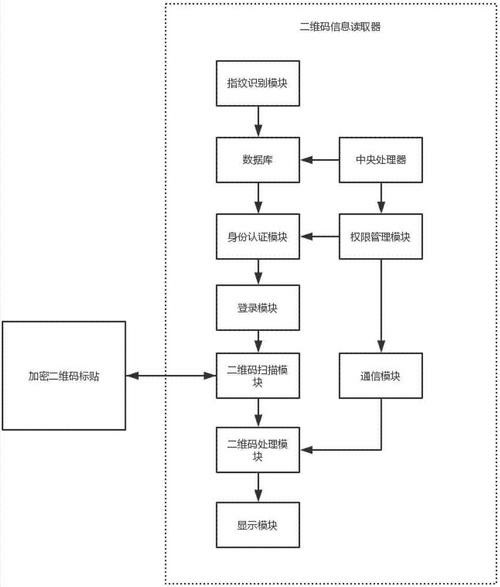 二维码信息读取器
指纹识别模块
数据库
中央处理器
身份认证模块
权限管理模块
登录模块
加密二维码标贴
二维码扫描模
块
通信模块
二维码处理模
块
显示模块